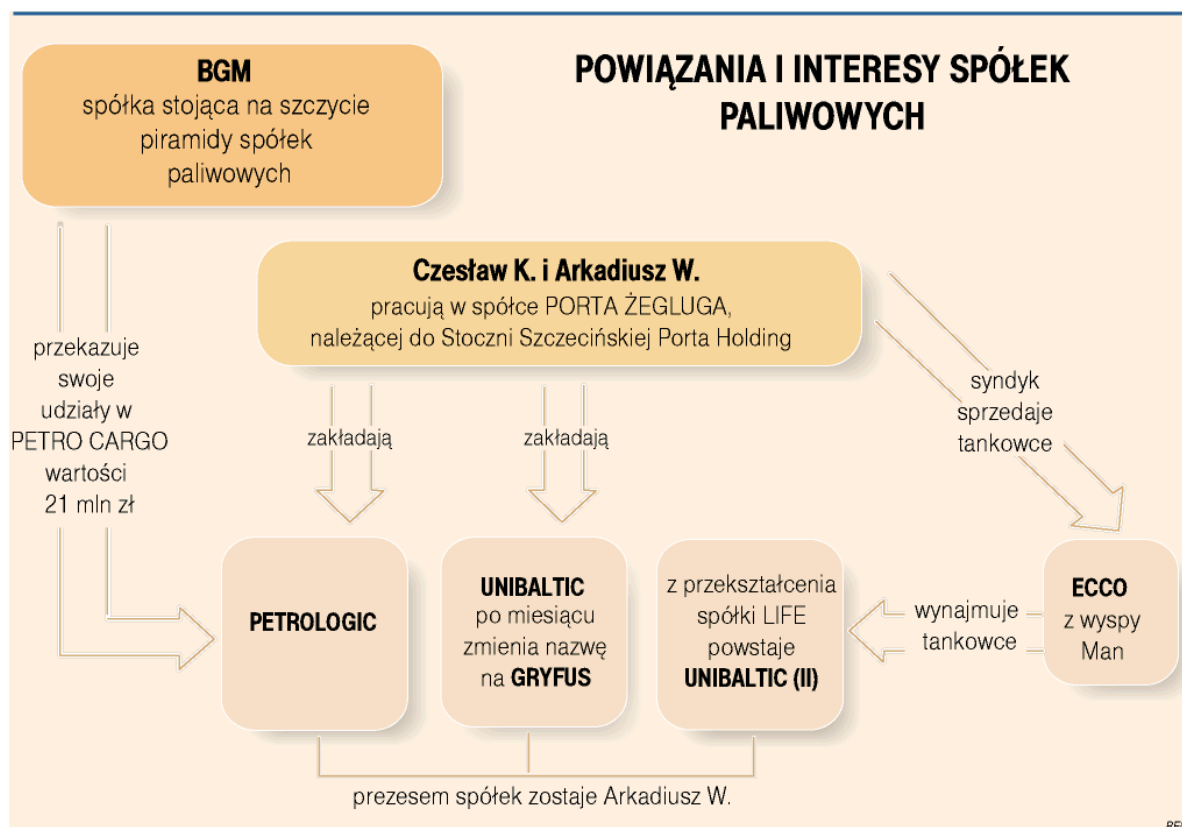 POWIĄZANIA I INTERESY SPÓŁEK
PALIWOWYCH
BGM
spółka stojąca na szczycie
piramidy spółek
paliwowych
Czesław K. i Arkadiusz W.
pracują w spółce PORTA ŻEGLUGA,
należącej do Stoczni Szczecińskiej Porta Holding
przekazuje
swoje
udziały w
PETRO CARGO
wartości
21 mln zł
zakładają
zakładają
syndyk
sprzedaje
tankowce
PETROLOGIC
UNIBALTIC
po miesiącu
zmienia nazwę
na GRYFUS
z przekształcenia
spółki LIFE
powstaje
UNIBALTIC (II)
wynajmuje
tankowce
ECCO
z wyspy
Man
prezesem spółek zostaje Arkadiusz W.